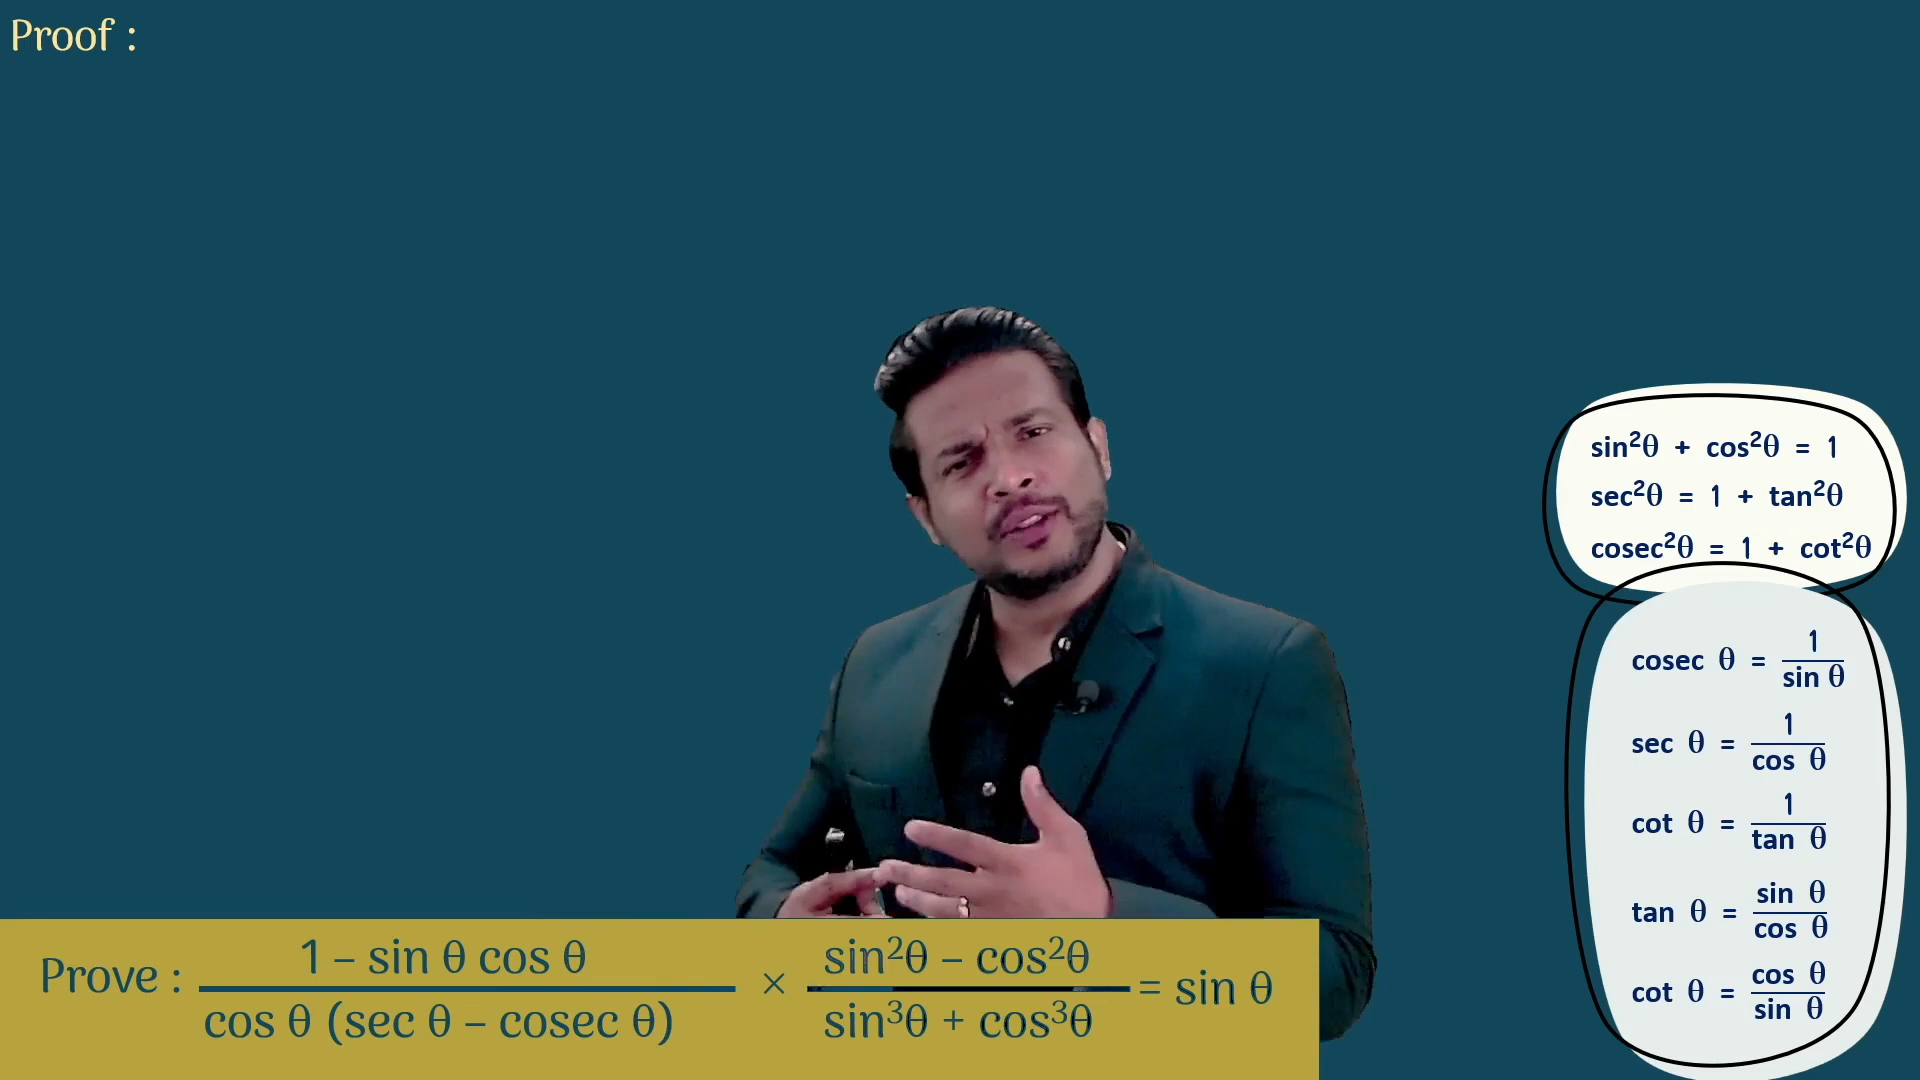 Proof :
sin²θ + cos²θ = 1
sec²θ = 1 + tan²θ
cosec²θ = 1 + cot²θ
cosec θ = 1/sin θ
sec θ = 1/cos θ
cot θ = 1/tan θ
tan θ = sin θ/cos θ
cot θ = cos θ/sin θ
Prove : (1 – sin θ cos θ)/(cos θ (sec θ – cosec θ)) × (sin²θ – cos²θ)/(sin³θ + cos³θ) = sin θ